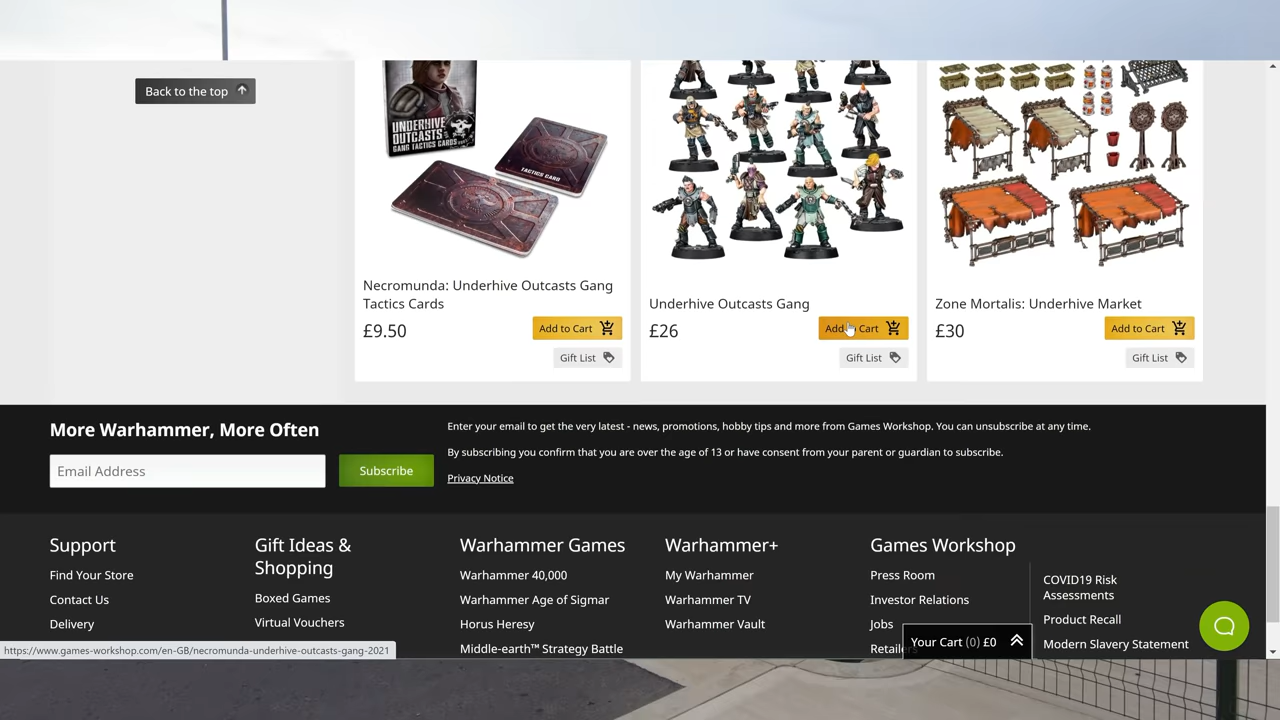 Back to the top
UNDERHIVE
OUTCASTS
GANG TACTICS CARDS
TACTICS CARD
Necromunda: Underhive Outcasts Gang
Tactics Cards
£9.50
Add to Cart
Gift List
Underhive Outcasts Gang
£26
Add to Cart
Gift List
Zone Mortalis: Underhive Market
£30
Add to Cart
Gift List
More Warhammer, More Often
Email Address
Subscribe
Enter your email to get the very latest - news, promotions, hobby tips and more from Games Workshop. You can unsubscribe at any time.
By subscribing you confirm that you are over the age of 13 or have consent from your parent or guardian to subscribe.
Privacy Notice
Support
Find Your Store
Contact Us
Delivery
Gift Ideas &
Shopping
Boxed Games
Virtual Vouchers
Warhammer Games
Warhammer 40,000
Warhammer Age of Sigmar
Horus Heresy
Middle-earth™ Strategy Battle
Warhammer+
My Warhammer
Warhammer TV
Warhammer Vault
Games Workshop
Press Room
Investor Relations
Jobs
COVID19 Risk
Assessments
Product Recall
Modern Slavery Statement
Your Cart (0) £0
https://www.games-workshop.com/en-GB/necromunda-underhive-outcasts-gang-2021